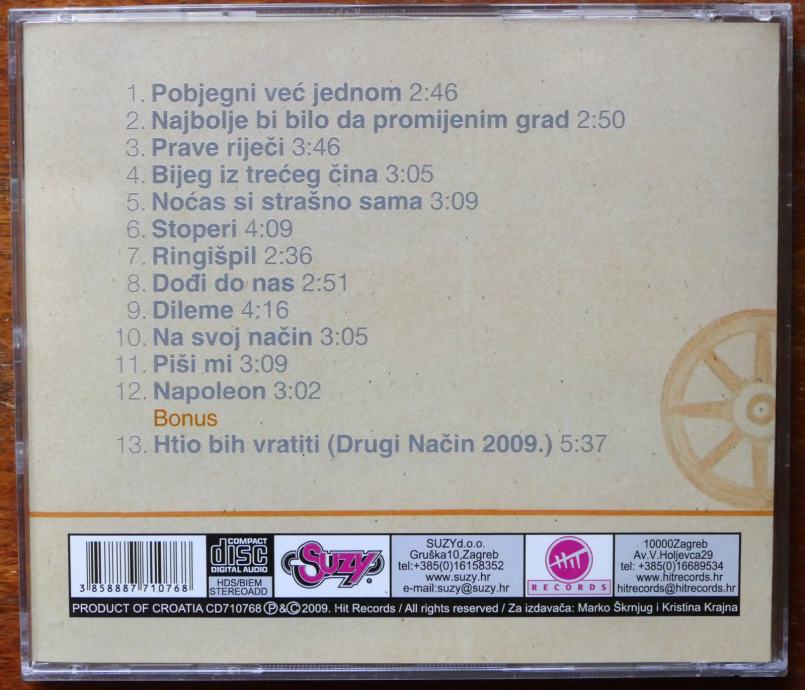 1. Pobjegni već jednom 2:46
2. Najbolje bi bilo da promijenim grad 2:50
3. Prave riječi 3:46
4. Bijeg iz trećeg čina 3:05
5. Noćas si strašno sama 3:09
6. Stoperi 4:09
7. Ringišpil 2:36
8. Dođi do nas 2:51
9. Dileme 4:16
10. Na svoj način 3:05
11. Piši mi 3:09
12. Napoleon 3:02
Bonus
13. Htio bih vratiti (Drugi Način 2009.) 5:37
3 858887 710768
COMPACT
disc
DIGITAL AUDIO
HDS/BIEM
STEREOADD
SUZY
SUZYd.o.o.
Gruška10,Zagreb
tel:+385(0)16158352
www.suzy.hr
e-mail:suzy@suzy.hr
HIT
RECORDS
10000Zagreb
Av.V.Holjevca29
tel:+385(0)16689534
www.hitrecords.hr
hitrecords@hitrecords.hr
PRODUCT OF CROATIA CD710768 Ⓟ&©2009. Hit Records / All rights reserved / Za izdavača: Marko Škrnjug i Kristina Krajna